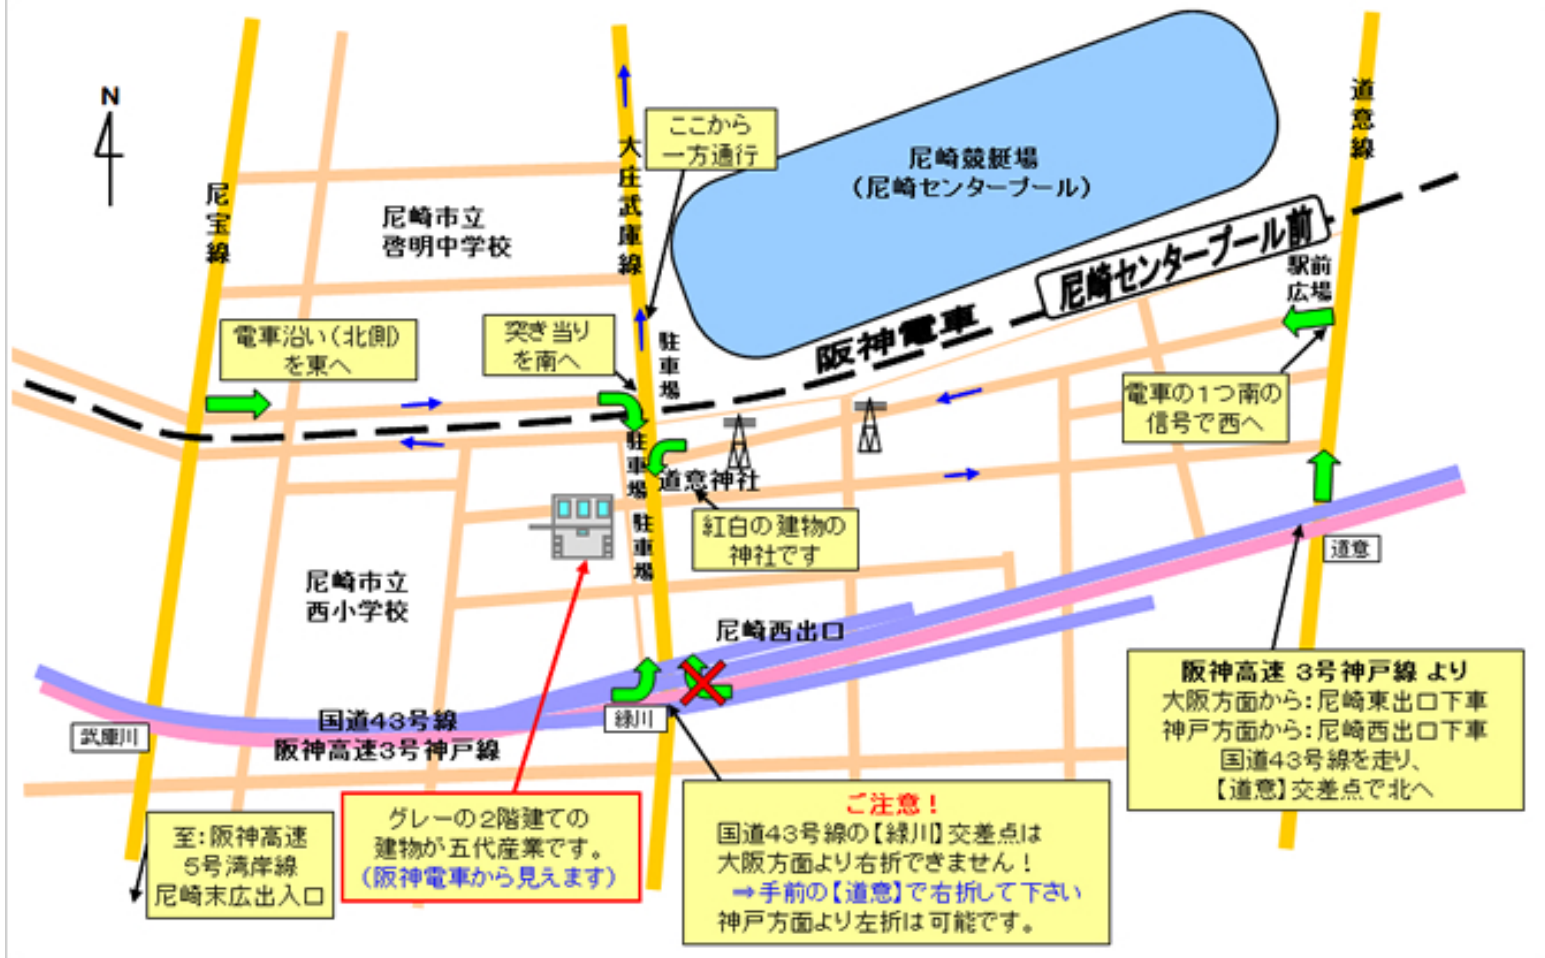 N
尼宝線
大庄武庫線
道意線
ここから
一方通行
尼崎競艇場
(尼崎センタープール)
尼崎市立
啓明中学校
尼崎センタープール前
駅前
広場
阪神電車
電車沿い(北側)
を東へ
突き当り
を南へ
駐車場
電車の1つ南の
信号で西へ
駐車場
道意神社
紅白の建物の
神社です
駐車場
道意
尼崎市立
西小学校
尼崎西出口
武庫川
国道43号線
阪神高速3号神戸線
緑川
阪神高速 3号神戸線 より
大阪方面から:尼崎東出口下車
神戸方面から:尼崎西出口下車
国道43号線を走り、
【道意】交差点で北へ
至:阪神高速
5号湾岸線
尼崎末広出入口
グレーの2階建ての
建物が五代産業です。
(阪神電車から見えます)
ご注意!
国道43号線の【緑川】交差点は
大阪方面より右折できません!
⇒手前の【道意】で右折して下さい
神戸方面より左折は可能です。